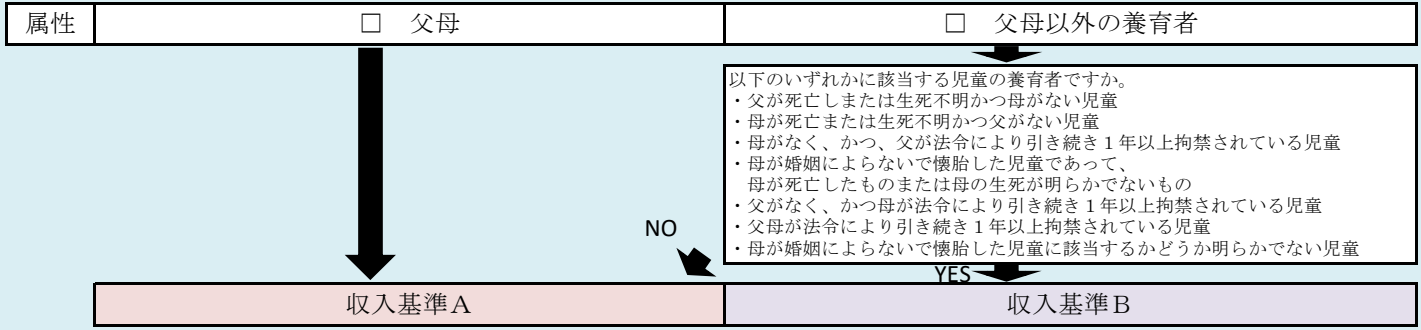 属性
□ 父母
□ 父母以外の養育者
以下のいずれかに該当する児童の養育者ですか。
・父が死亡しまたは生死不明かつ母がない児童
・母が死亡または生死不明かつ父がない児童
・母がなく、かつ、父が法令により引き続き１年以上拘禁されている児童
・母が婚姻によらないで懐胎した児童であって、
母が死亡したものまたは母の生死が明らかでないもの
・父がなく、かつ母が法令により引き続き１年以上拘禁されている児童
・父母が法令により引き続き１年以上拘禁されている児童
・母が婚姻によらないで懐胎した児童に該当するかどうか明らかでない児童
NO
YES
収入基準Ａ
収入基準Ｂ